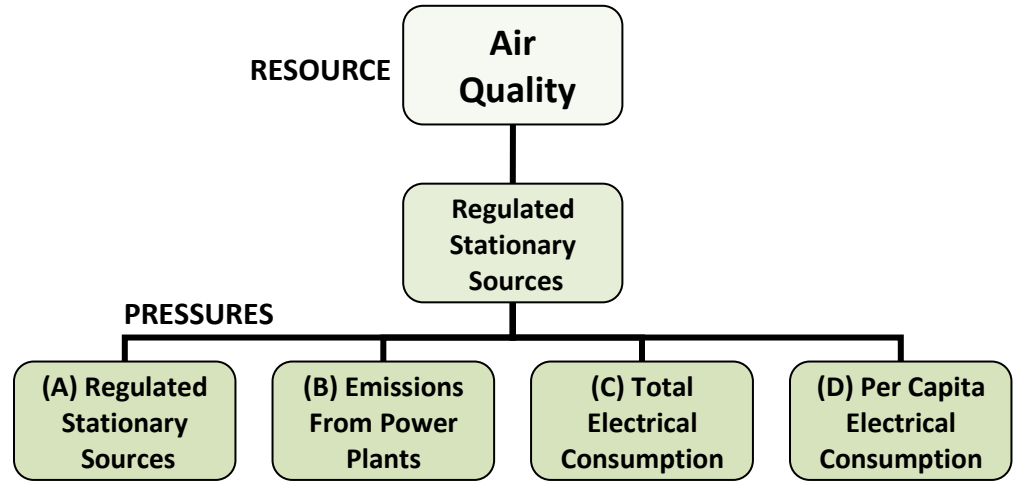 RESOURCE
Air
Quality
Regulated
Stationary
Sources
PRESSURES
(A) Regulated
Stationary
Sources
(B) Emissions
From Power
Plants
(C) Total
Electrical
Consumption
(D) Per Capita
Electrical
Consumption